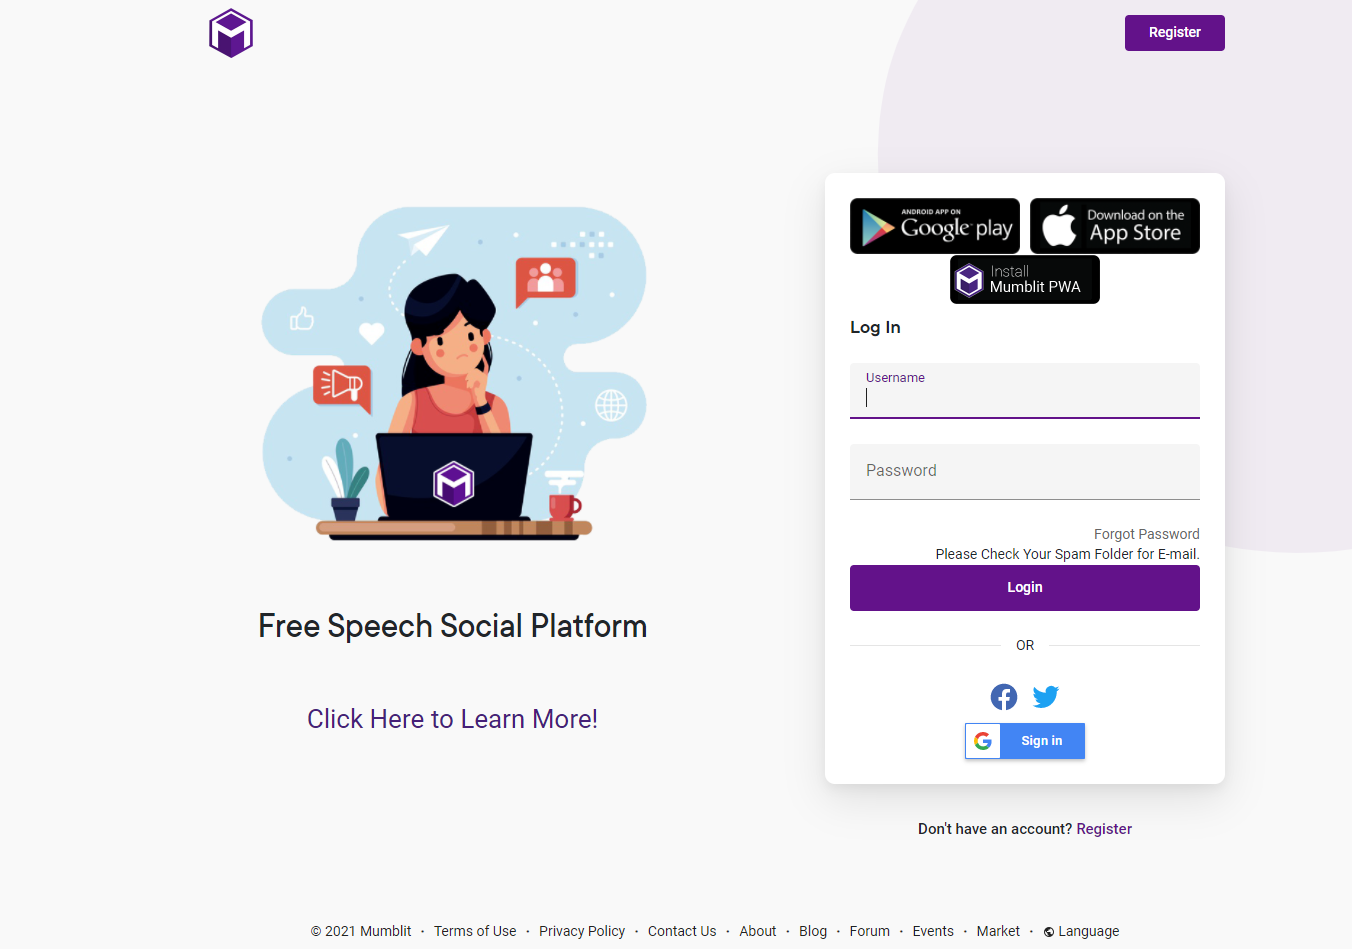 Register
ANDROID APP ON
Google play
Download on the
App Store
Install
Mumblit PWA
Log In
Username
Password
Forgot Password
Please Check Your Spam Folder for E-mail.
Login
OR
Sign in
Free Speech Social Platform
Click Here to Learn More!
Don't have an account? Register
© 2021 Mumblit · Terms of Use · Privacy Policy · Contact Us · About · Blog · Forum · Events · Market · Language